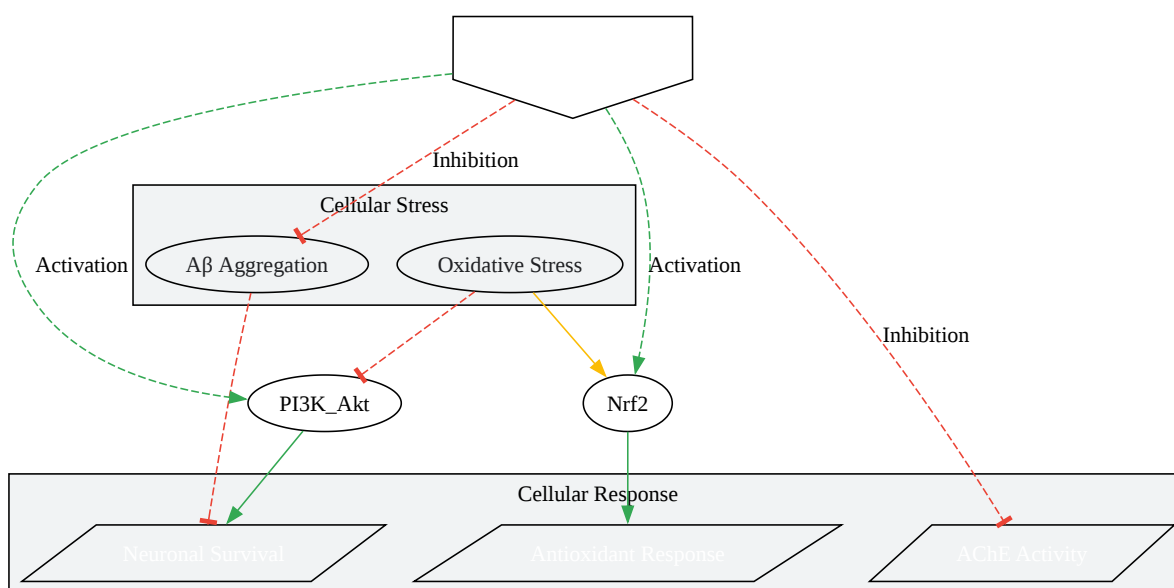 Inhibition
Cellular Stress
Aβ Aggregation
Oxidative Stress
Activation
Activation
Inhibition
PI3K_Akt
Nrf2
Cellular Response
Neuronal Survival
Antioxidant Response
AChE Activity